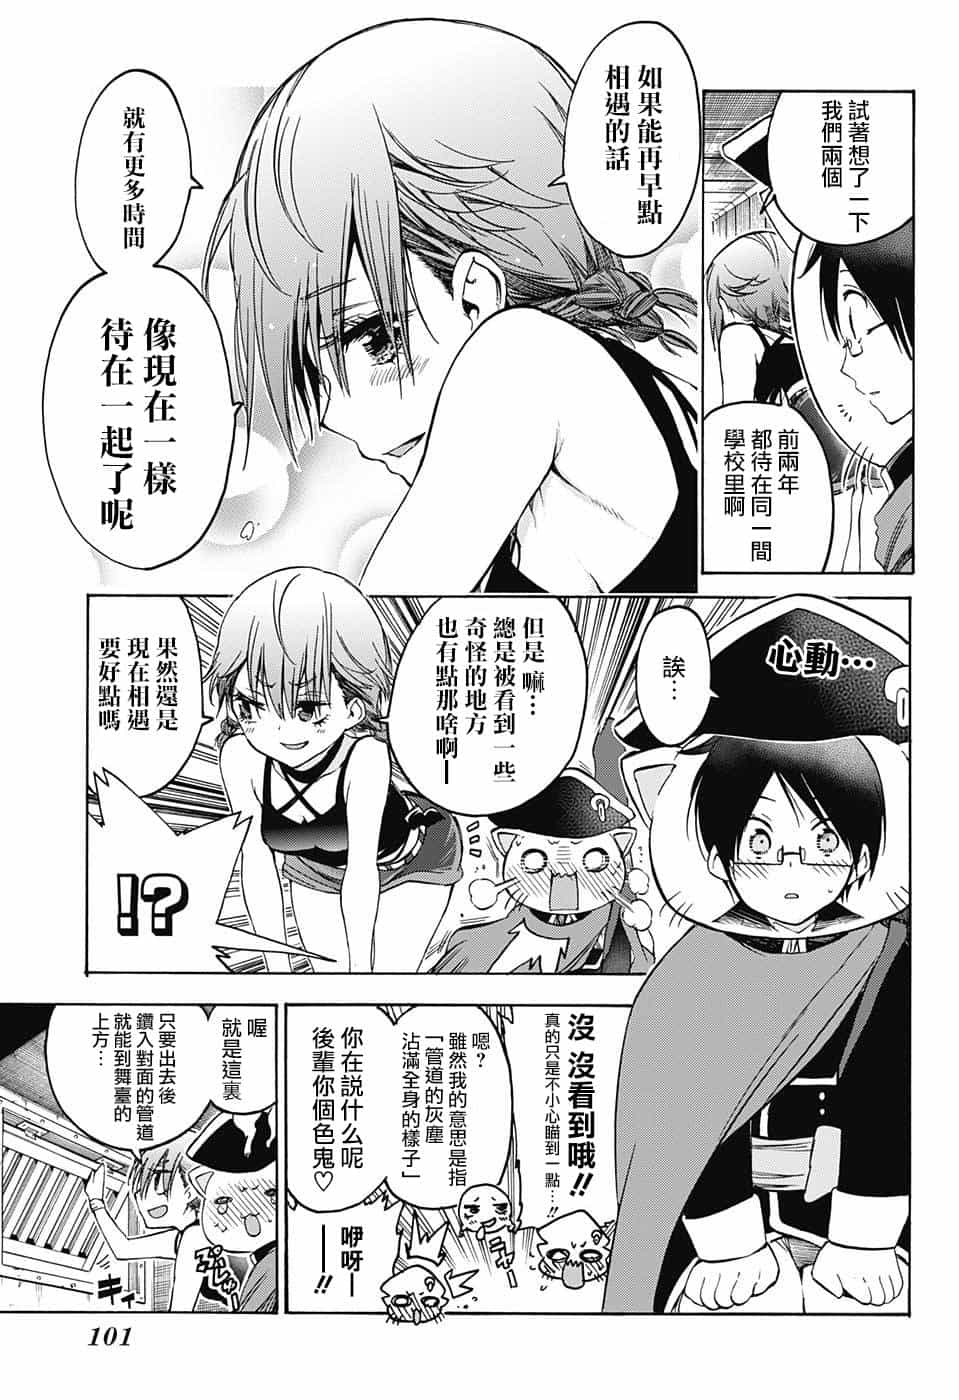 試著想了一下
我們兩個
前兩年
都待在同一間
學校里啊
如果能再早點
相遇的話
就有更多時間
像現在一樣
待在一起了呢
心動…
誒…
但是嘛…
總是被看到一些
奇怪的地方
也有點那啥啊ー
果然還是
現在相遇
要好點嗎
!?
沒 沒看到哦!!
真的只是不小心瞄到一點…!!
嗯?
雖然我的意思是指
「管道的灰塵
沾滿全身的樣子」
你在説什么呢
後輩你個色鬼♡
咿呀ー
ー!!
喔
就是這裏
只要出去後
鑽入對面的管道
就能到舞臺的
上方…
キィ
101